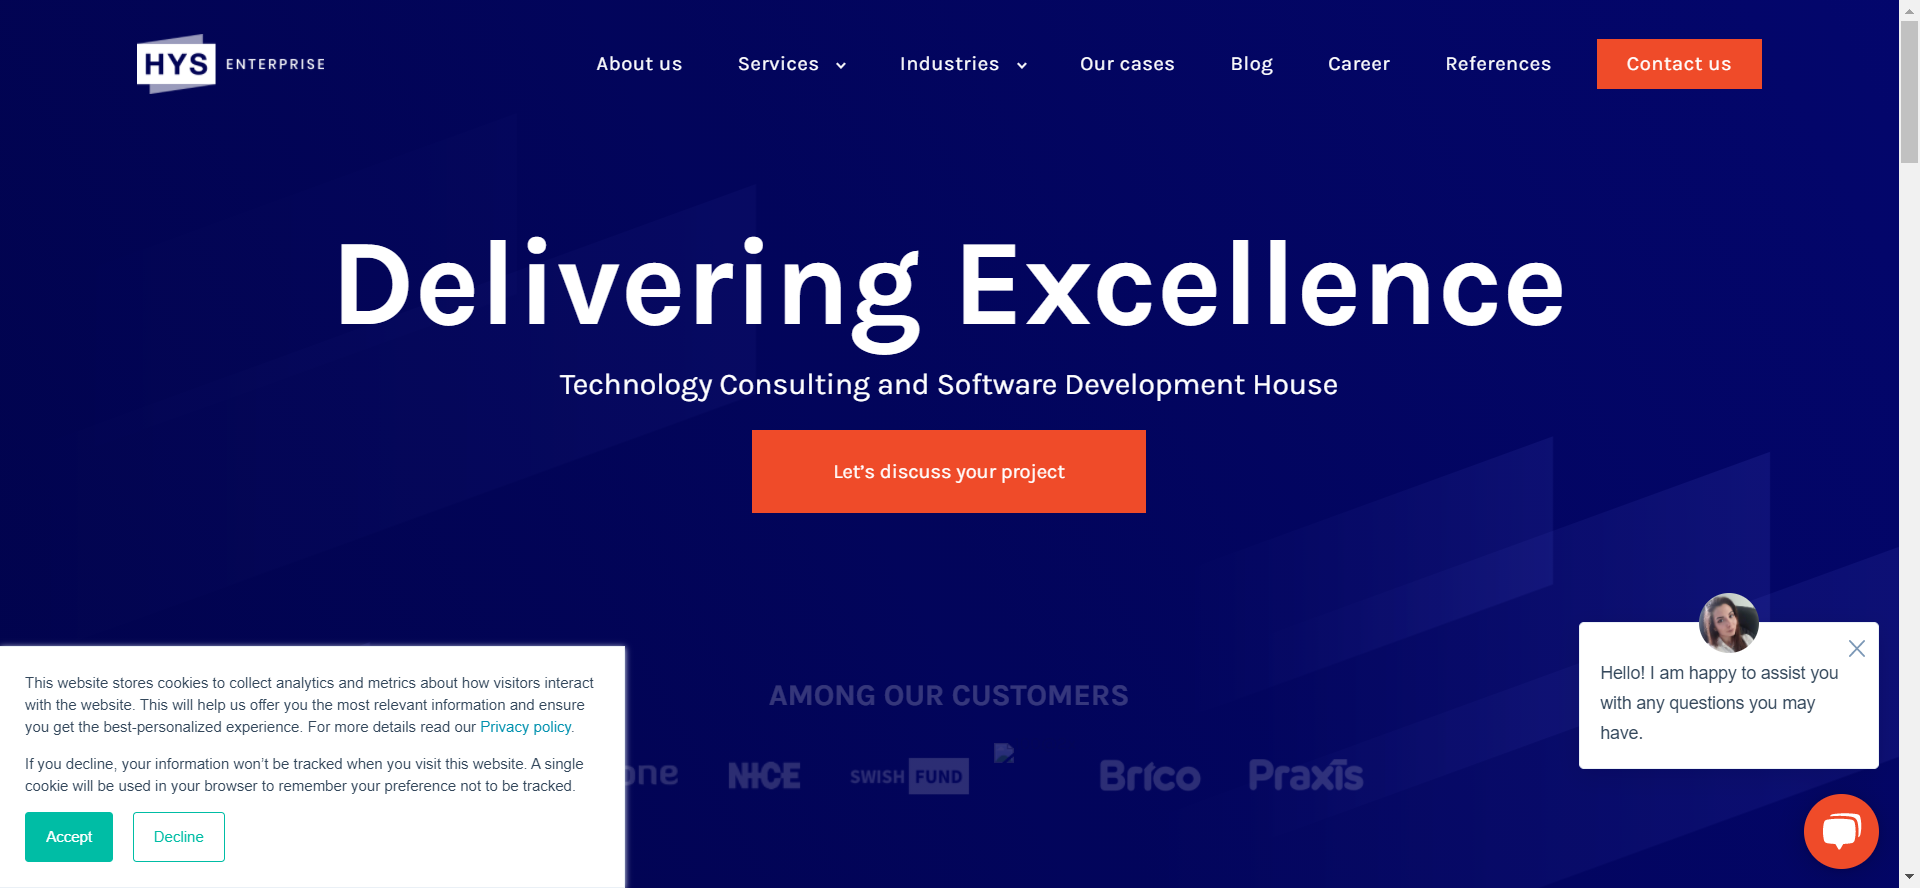 HYS ENTERPRISE
About us
Services
Industries
Our cases
Blog
Career
References
Contact us
Delivering Excellence
Technology Consulting and Software Development House
Let's discuss your project
AMONG OUR CUSTOMERS
one
NICE
SWISH FUND
Brico
Praxis
This website stores cookies to collect analytics and metrics about how visitors interact
with the website. This will help us offer you the most relevant information and ensure
you get the best-personalized experience. For more details read our Privacy policy.
If you decline, your information won't be tracked when you visit this website. A single
cookie will be used in your browser to remember your preference not to be tracked.
Accept
Decline
Hello! I am happy to assist you
with any questions you may
have.